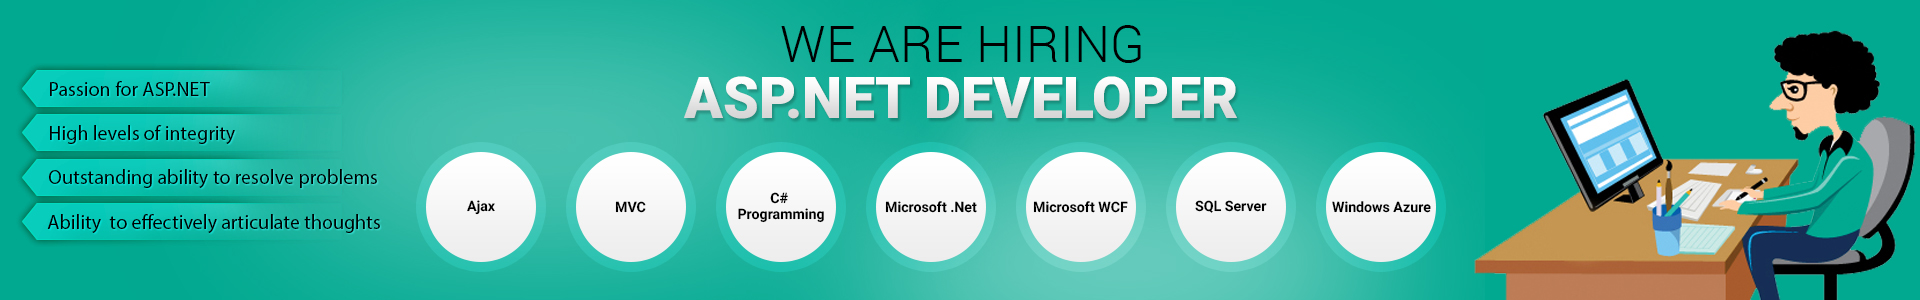 WE ARE HIRING
ASP.NET DEVELOPER
Passion for ASP.NET
High levels of integrity
Outstanding ability to resolve problems
Ability  to effectively articulate thoughts
Ajax
MVC
C#
Programming
Microsoft .Net
Microsoft WCF
SQL Server
Windows Azure